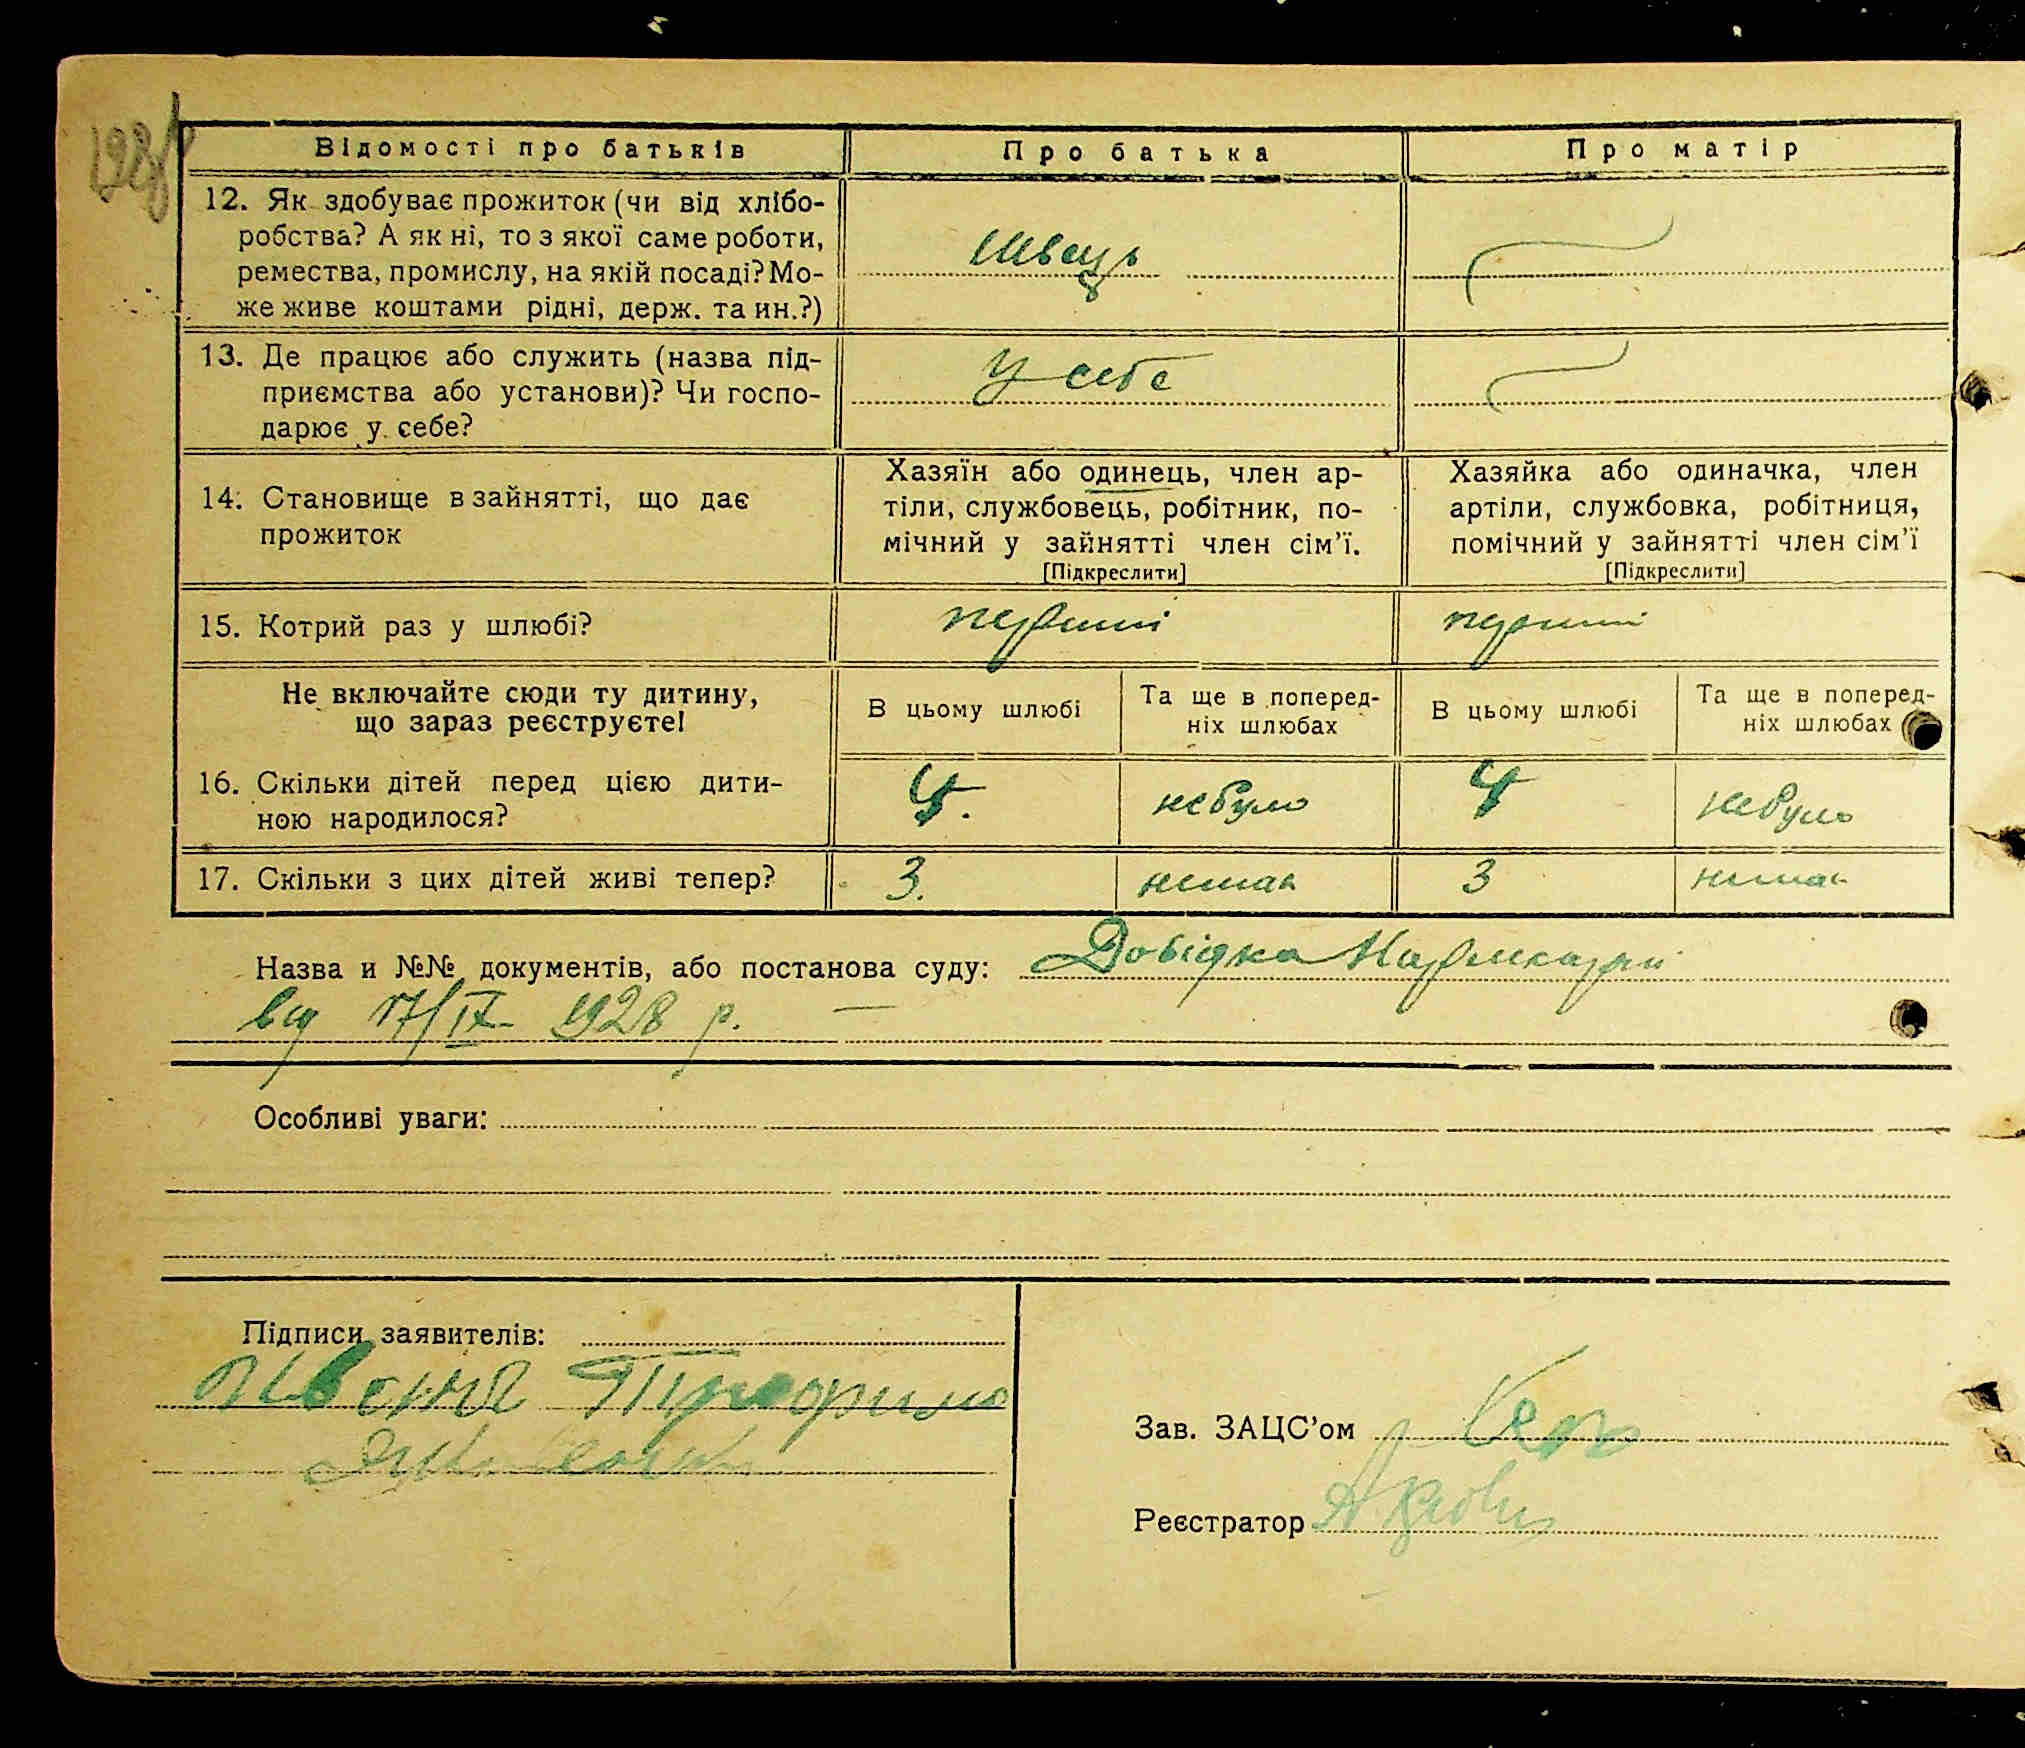 Відомості про батьків
Про батька
Про матір
12. Як здобуває прожиток (чи від хлібо-
робства? А як ні, то з якої саме роботи,
ремества, промислу, на якій посаді? Мо-
же живе коштами рідні, держ. та ин.?)
швець
13. Де працює або служить (назва під-
приємства або установи)? Чи госпо-
дарює у себе?
У себе
14. Становище в зайнятті, що дає
прожиток
Хазяїн або одинець, член ар-
тіли, службовець, робітник, по-
мічний у зайнятті член сім'ї.
[Підкреслити]
Хазяйка або одиначка, член
артіли, службовка, робітниця,
помічний у зайнятті член сім'ї
[Підкреслити]
15. Котрий раз у шлюбі?
перший
перший
Не включайте сюди ту дитину,
що зараз реєструєте!
В цьому шлюбі
Та ще в поперед-
ніх шлюбах
В цьому шлюбі
Та ще в поперед-
ніх шлюбах
16. Скільки дітей перед цією дити-
ною народилося?
4.
не було
4
не було
17. Скільки з цих дітей живі тепер?
3.
немає
3
немає
Назва и №№ документів, або постанова суду: Довідка
від 17/IX 1928 р. —
Особливі уваги:
Підписи заявителів:
Зав. ЗАЦС'ом
Реєстратор